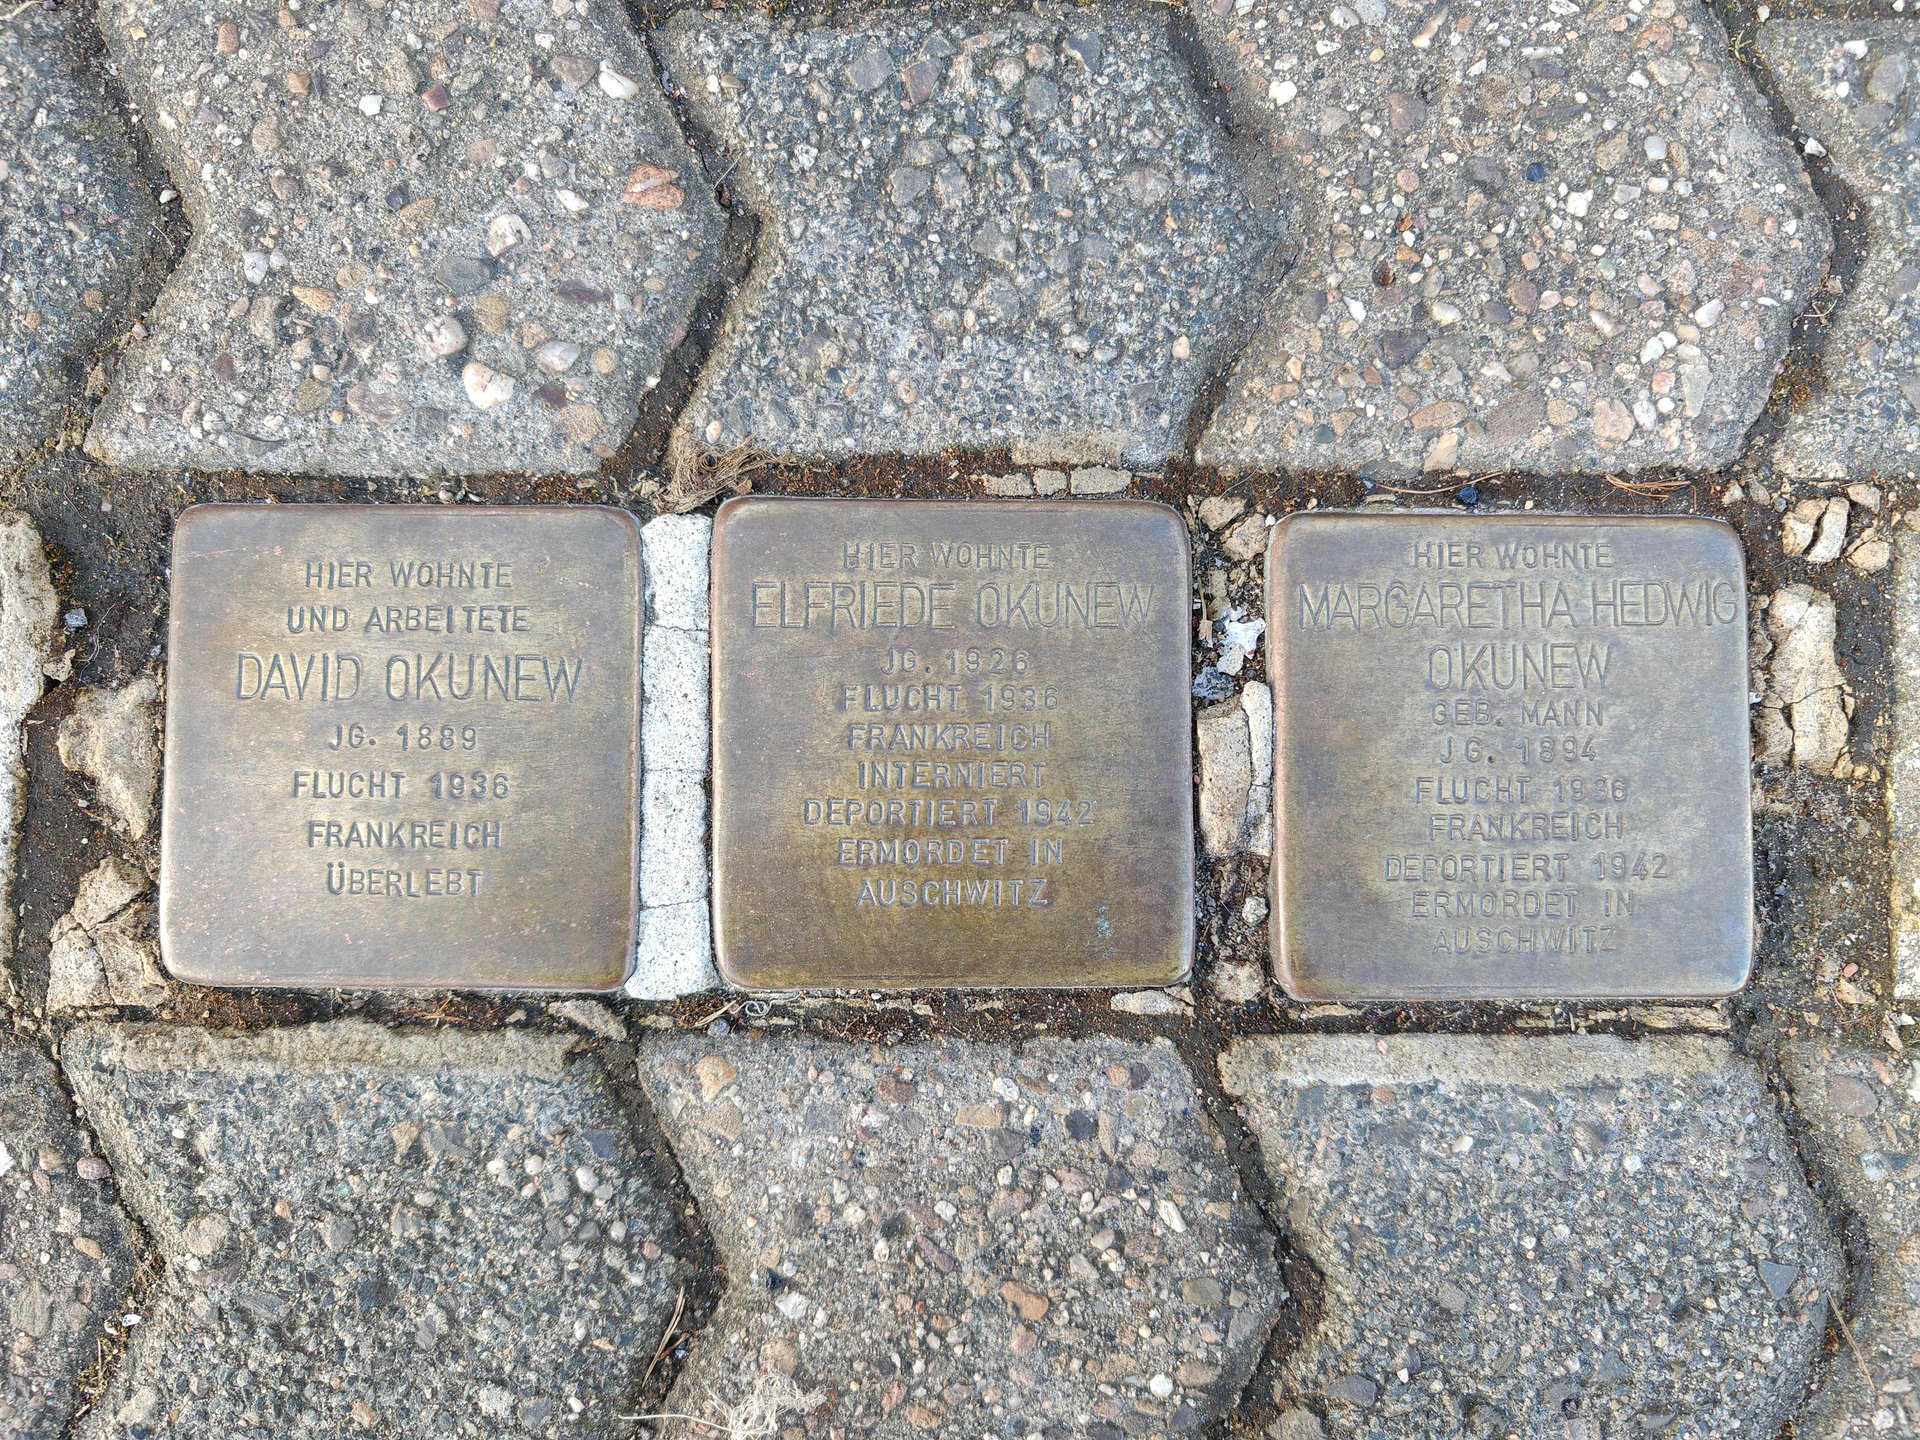 HIER WOHNTE
UND ARBEITETE
DAVID OKUNEW
JG. 1889
FLUCHT 1936
FRANKREICH
ÜBERLEBT
HIER WOHNTE
ELFRIEDE OKUNEW
JG. 1926
FLUCHT 1936
FRANKREICH
INTERNIERT
DEPORTIERT 1942
ERMORDET IN
AUSCHWITZ
HIER WOHNTE
MARGARETHA HEDWIG
OKUNEW
GEB. MANN
JG. 1894
FLUCHT 1936
FRANKREICH
DEPORTIERT 1942
ERMORDET IN
AUSCHWITZ